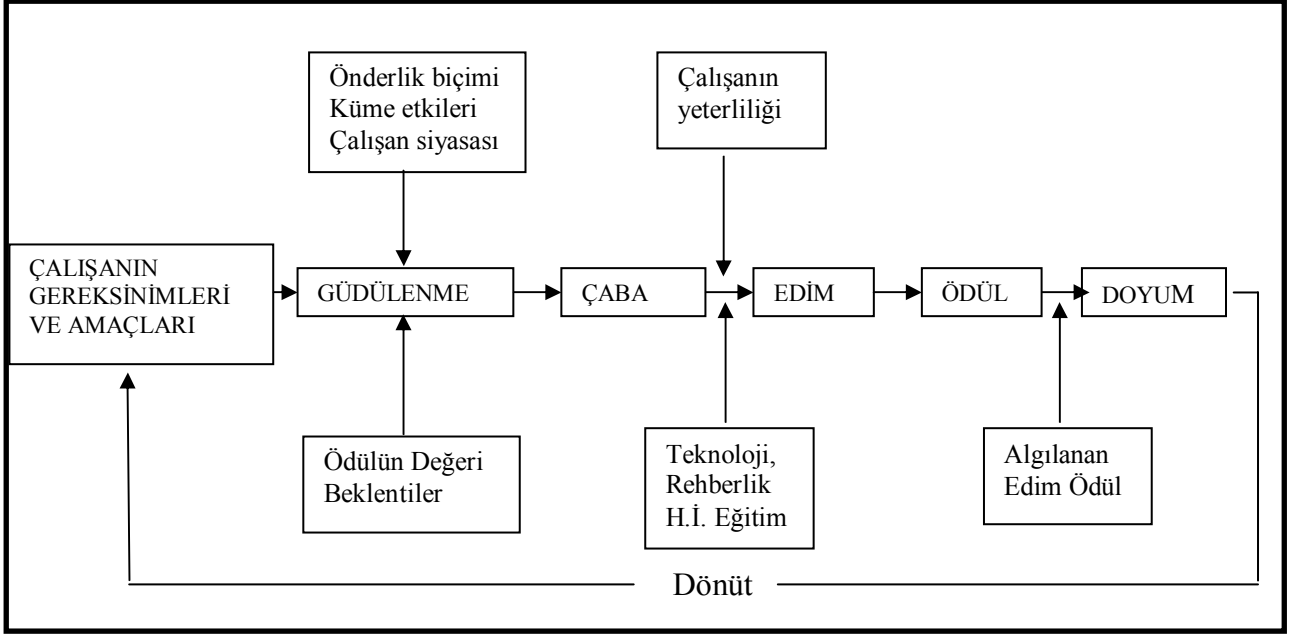 Önderlik biçimi
Küme etkileri
Çalışan siyasası
Çalışanın
yeterliliği
ÇALIŞANIN
GEREKSİNİMLERİ
VE AMAÇLARI
GÜDÜLENME
ÇABA
EDİM
ÖDÜL
DOYUM
Ödülün Değeri
Beklentiler
Teknoloji,
Rehberlik
H.İ. Eğitim
Algılanan
Edim Ödül
Dönüt